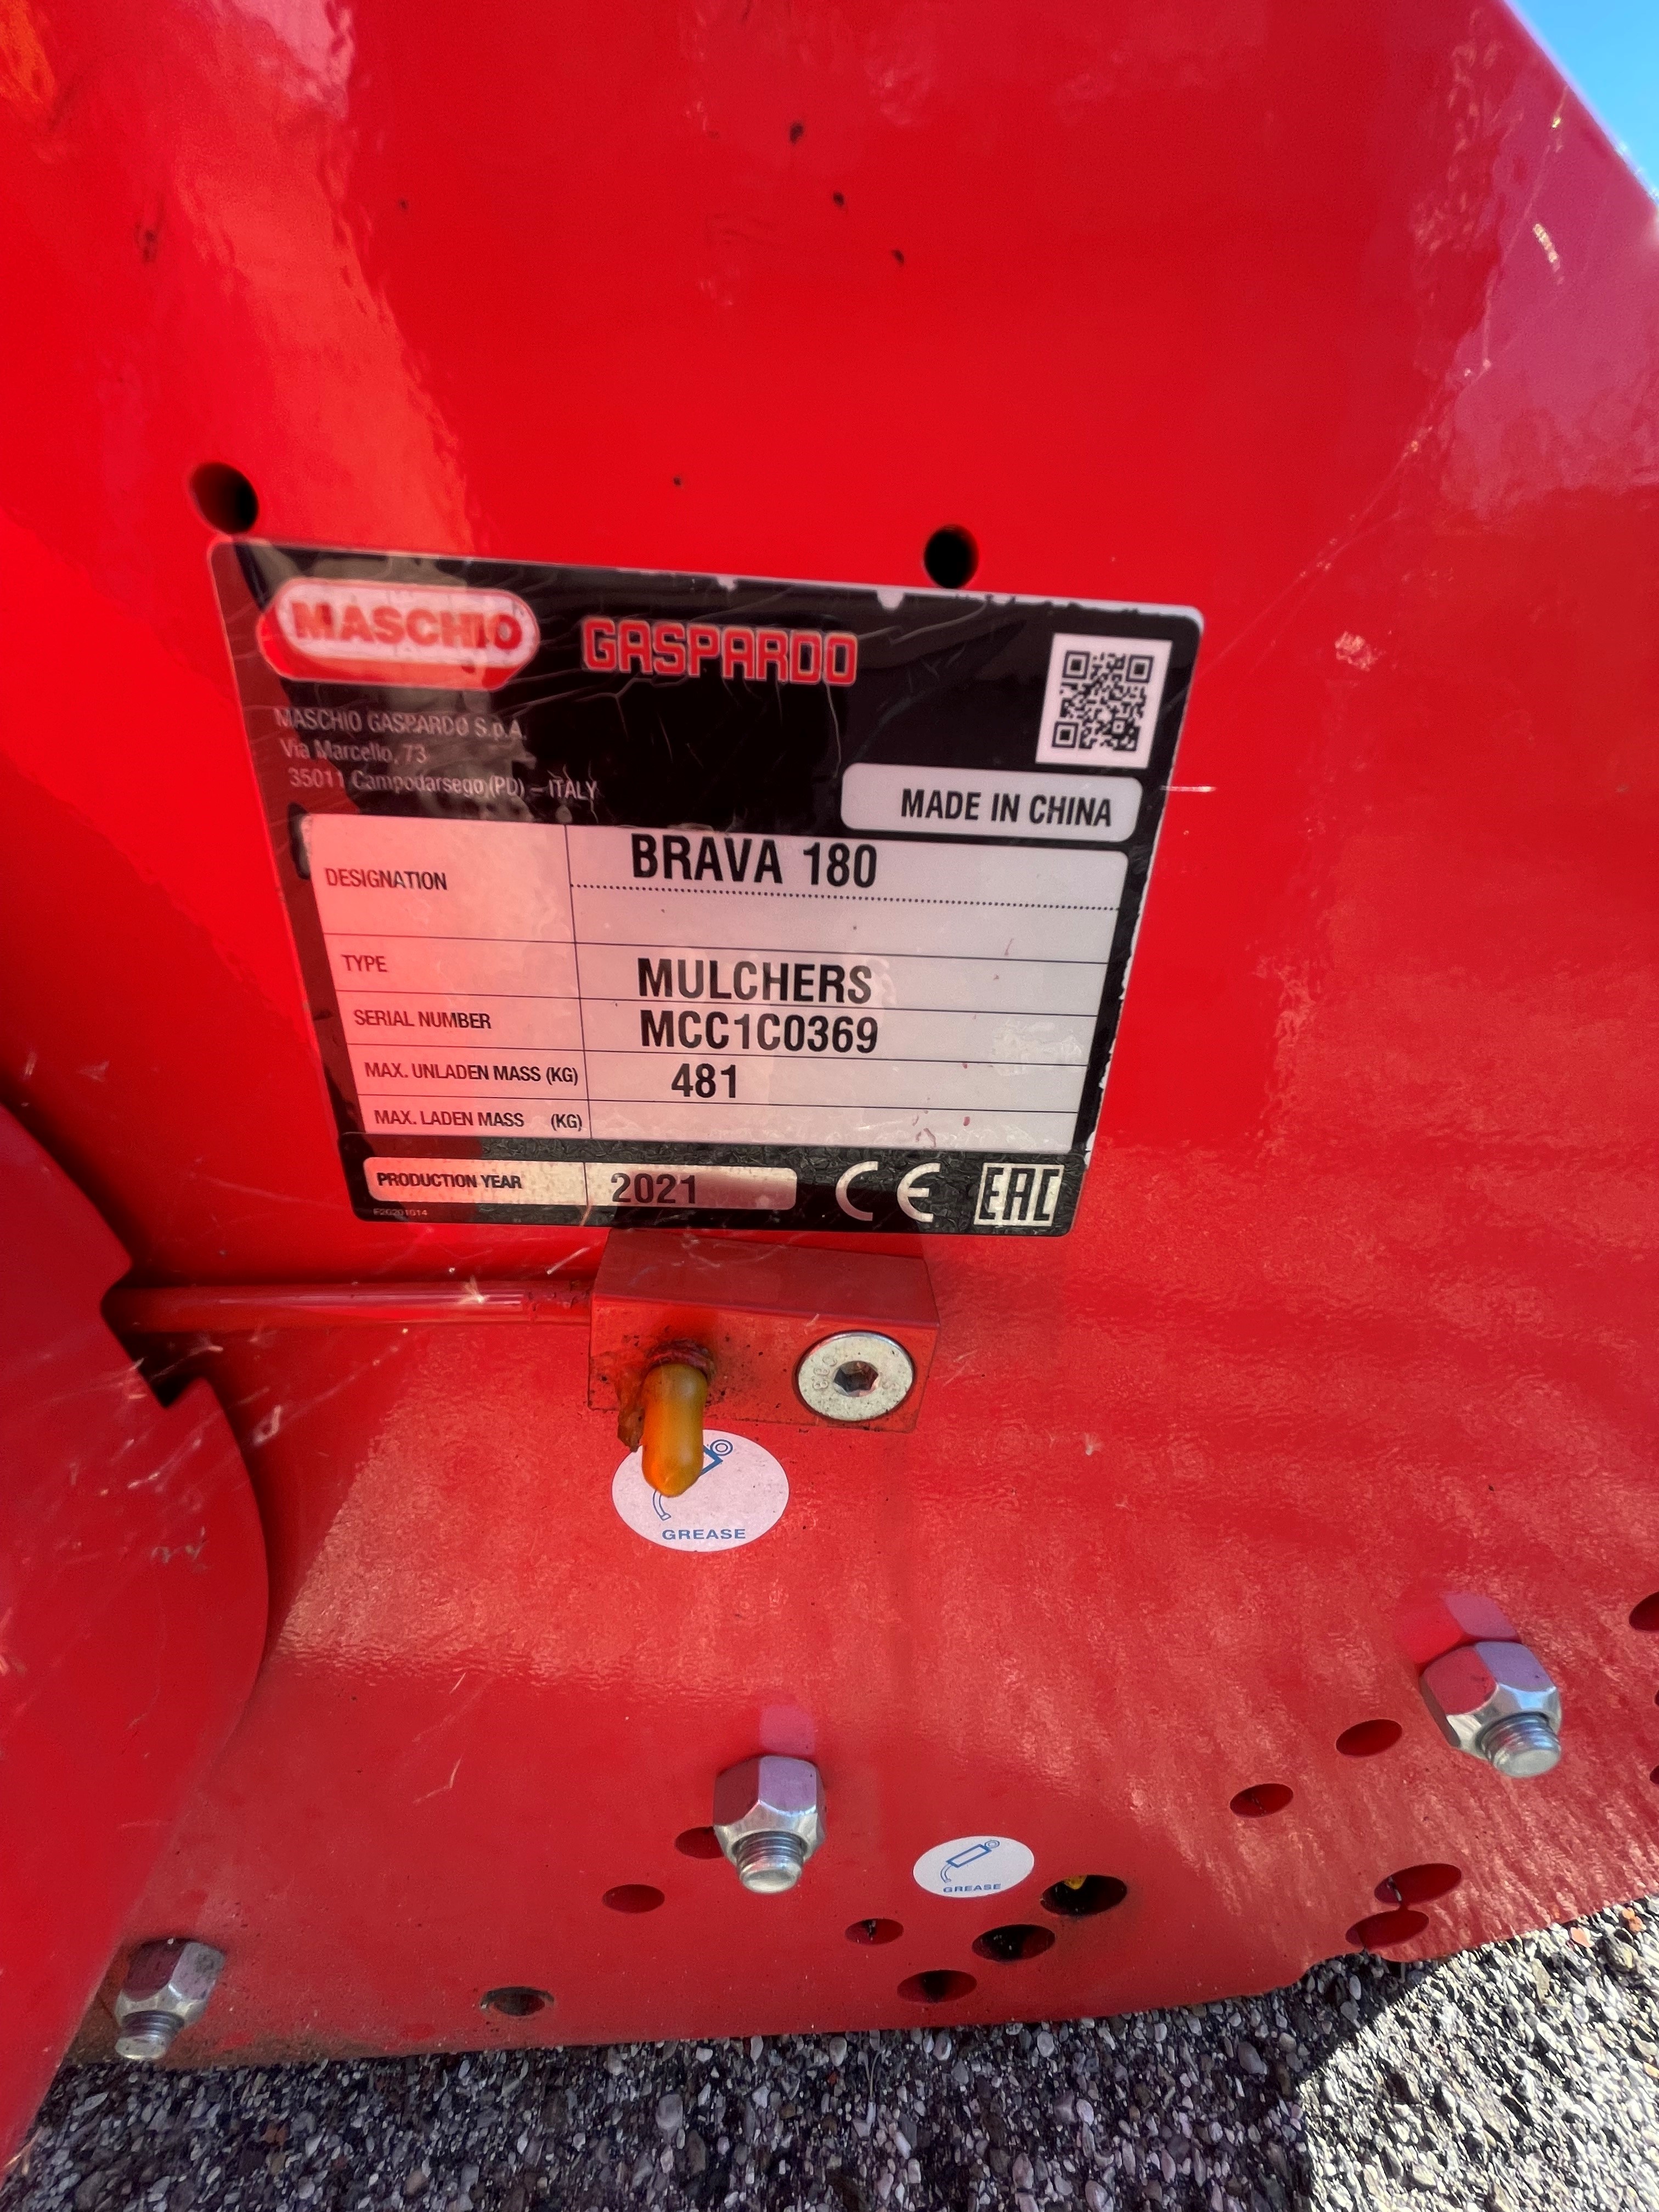 MASCHIO GASPARDO
MASCHIO GASPARDO S.p.A.
Via Marcello, 73
35011 Campodarsego (PD) – ITALY
MADE IN CHINA
DESIGNATION BRAVA 180
TYPE MULCHERS
SERIAL NUMBER MCC1C0369
MAX. UNLADEN MASS (KG) 481
MAX. LADEN MASS (KG)
PRODUCTION YEAR 2021
CE EAC
F20201014
GREASE
GREASE